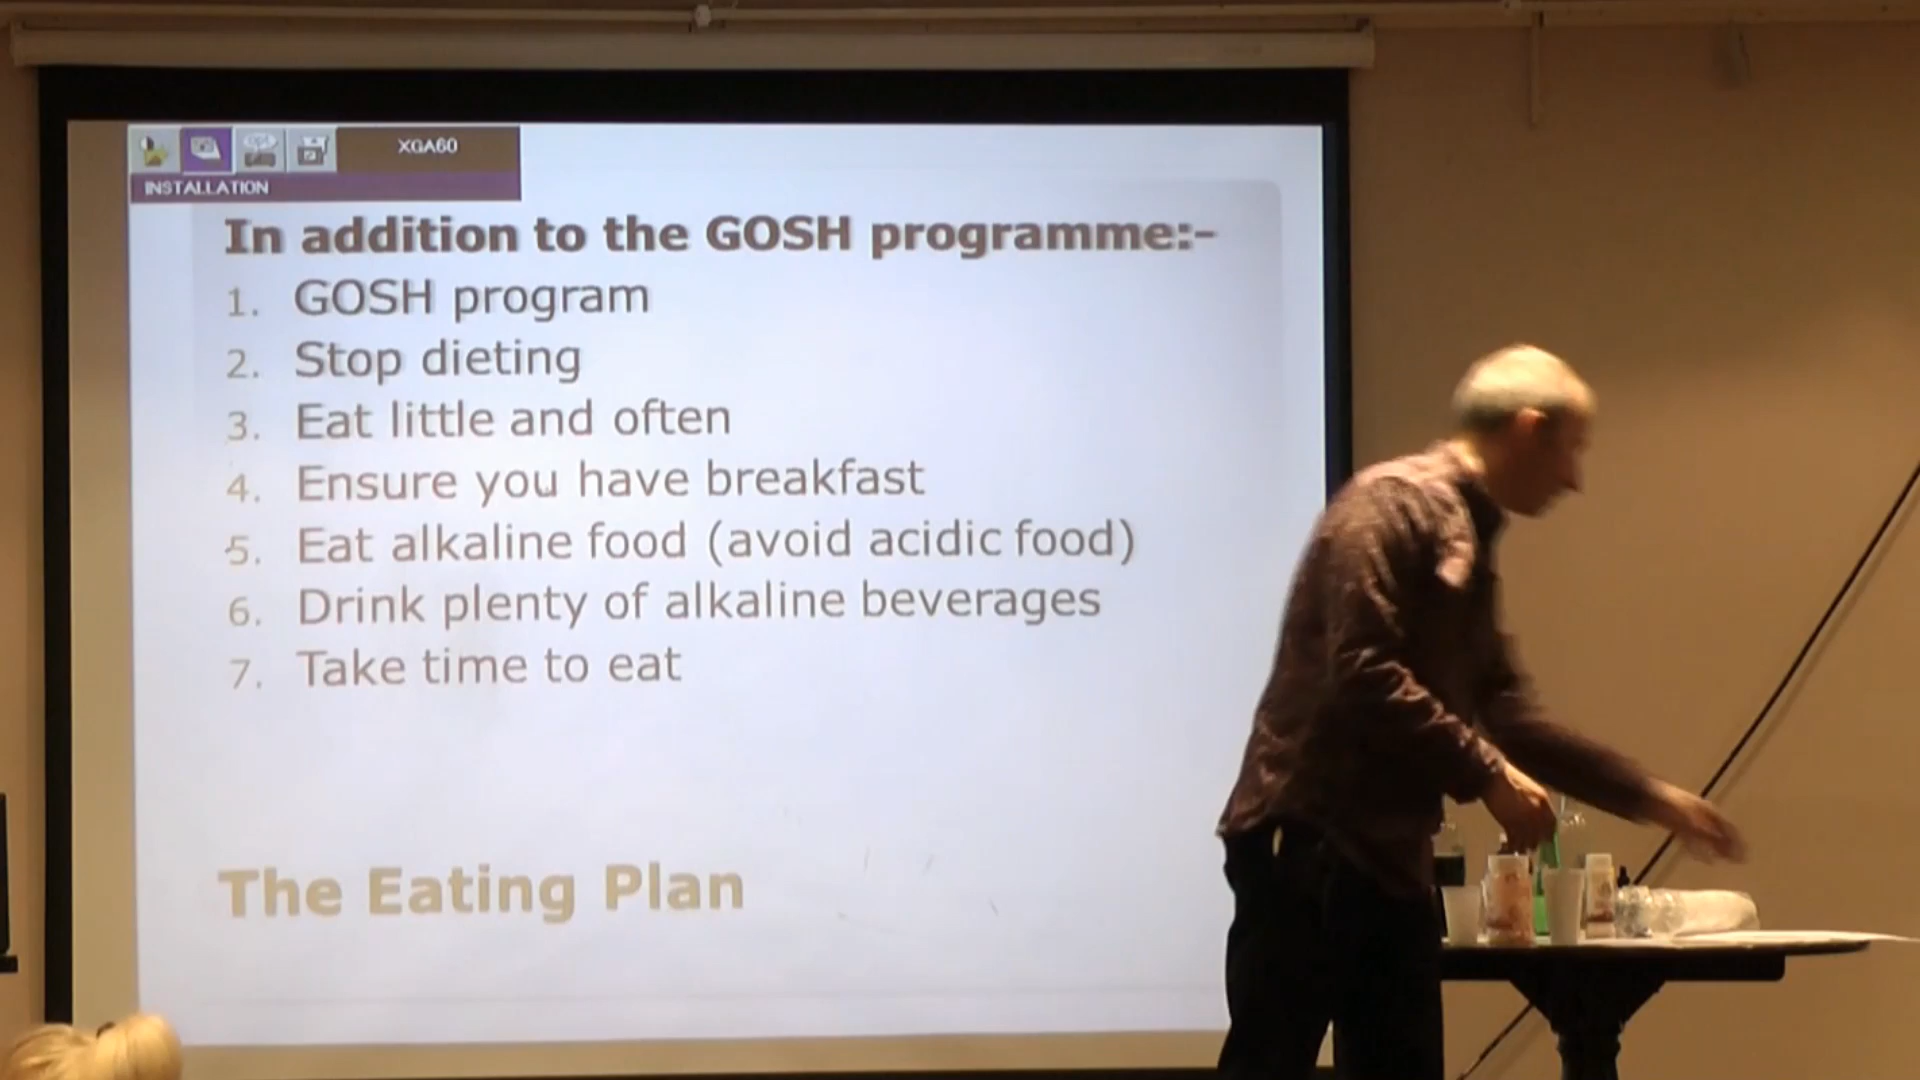 XGA60
INSTALLATION
In addition to the GOSH programme:-
1. GOSH program
2. Stop dieting
3. Eat little and often
4. Ensure you have breakfast
5. Eat alkaline food (avoid acidic food)
6. Drink plenty of alkaline beverages
7. Take time to eat
The Eating Plan